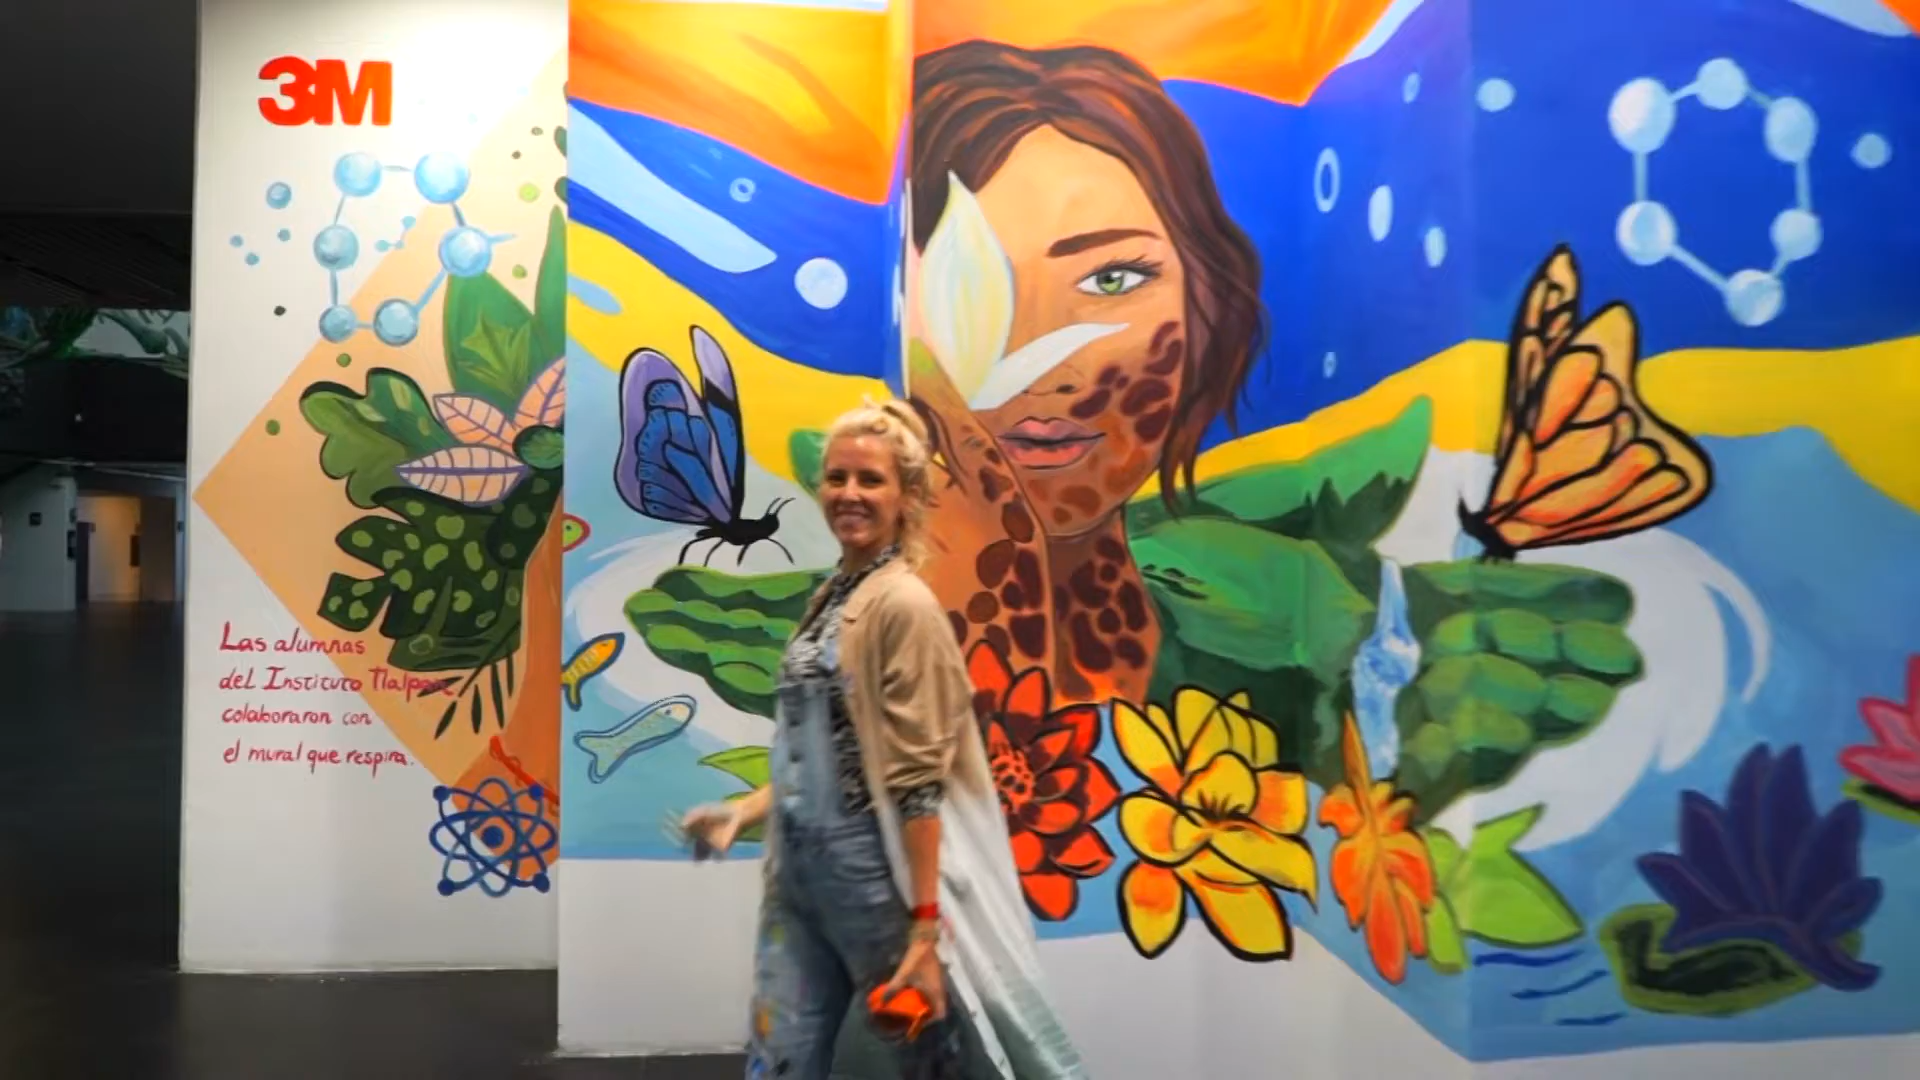 3M
Las alumnas
del Instituto Tlalpan
colaboraron con
el mural que respira.